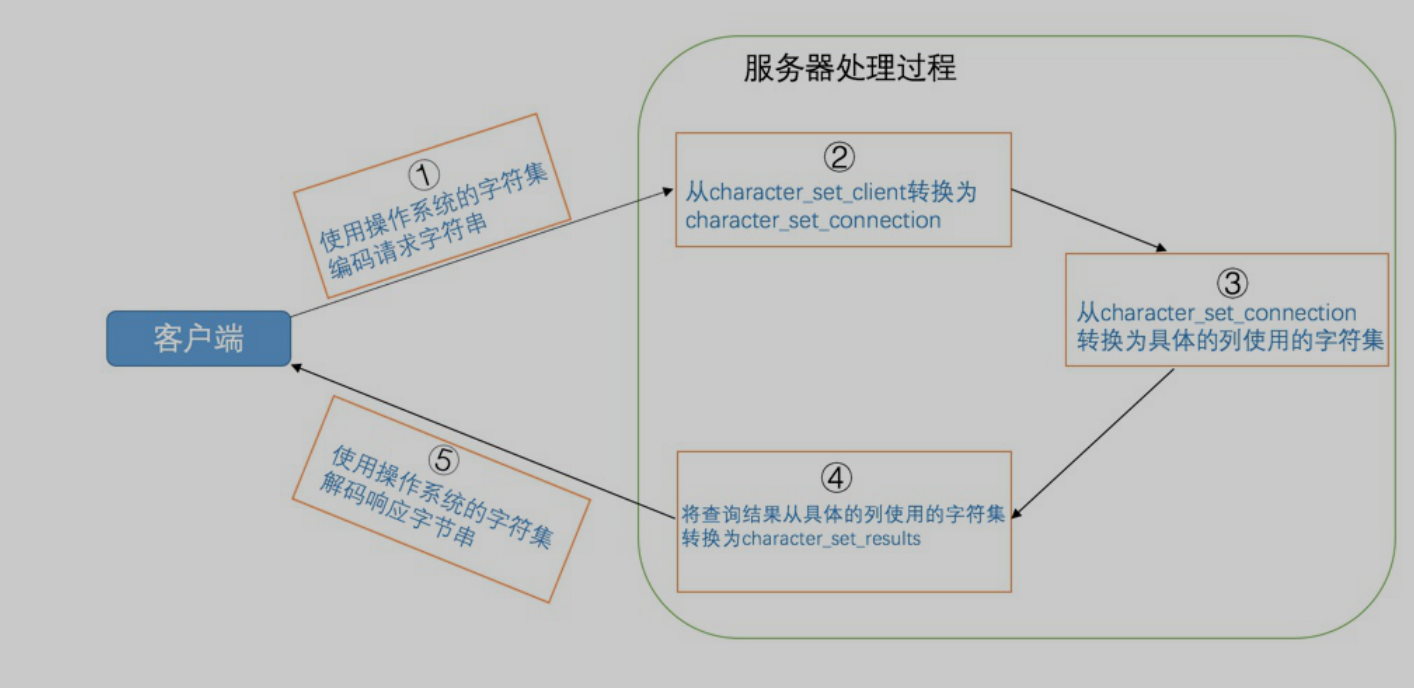 服务器处理过程
①
使用操作系统的字符集
编码请求字符串
②
从character_set_client转换为
character_set_connection
③
从character_set_connection
转换为具体的列使用的字符集
客户端
④
将查询结果从具体的列使用的字符集
转换为character_set_results
⑤
使用操作系统的字符集
解码响应字节串